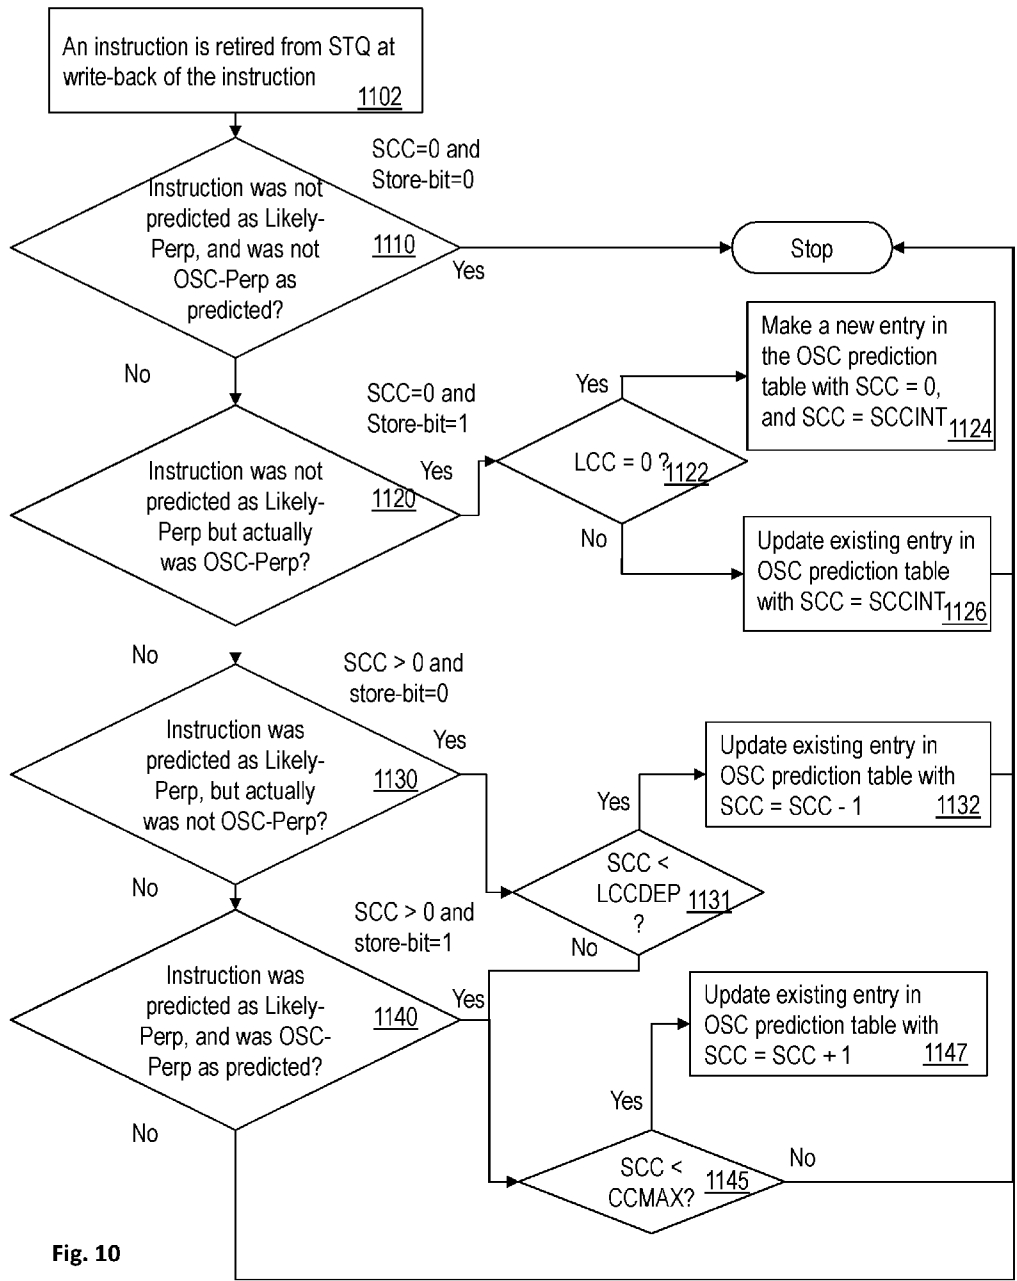 An instruction is retired from STQ at
write-back of the instruction
1102
SCC=0 and
Store-bit=0
Instruction was not
predicted as Likely-
Perp, and was not
OSC-Perp as
predicted?
1110
Yes
Stop
No
Make a new entry in
the OSC prediction
table with SCC = 0,
and SCC = SCCINT
1124
SCC=0 and
Store-bit=1
Yes
Instruction was not
predicted as Likely-
Perp but actually
was OSC-Perp?
1120
Yes
LCC = 0 ?
1122
No
Update existing entry in
OSC prediction table
with SCC = SCCINT
1126
No
SCC > 0 and
store-bit=0
Instruction was
predicted as Likely-
Perp, but actually
was not OSC-Perp?
1130
Yes
Update existing entry in
OSC prediction table with
SCC = SCC - 1
1132
Yes
SCC <
LCCDEP
?
1131
No
No
SCC > 0 and
store-bit=1
Instruction was
predicted as Likely-
Perp, and was OSC-
Perp as predicted?
1140
Yes
Update existing entry in
OSC prediction table with
SCC = SCC + 1
1147
Yes
No
SCC <
CCMAX?
1145
No
Fig. 10